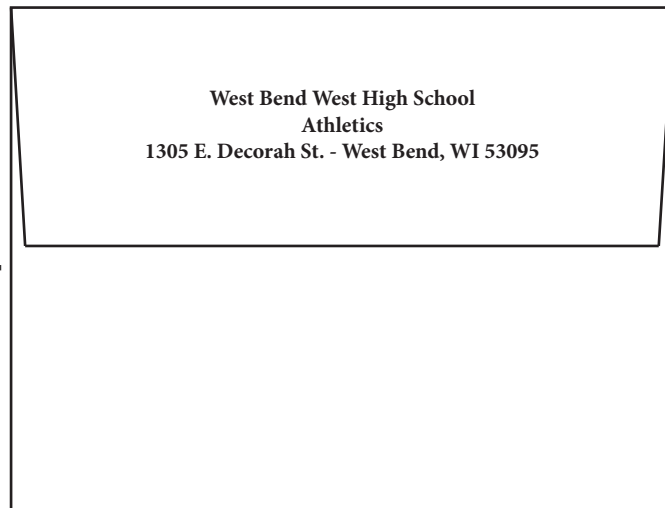 West Bend West High School
Athletics
1305 E. Decorah St. - West Bend, WI 53095